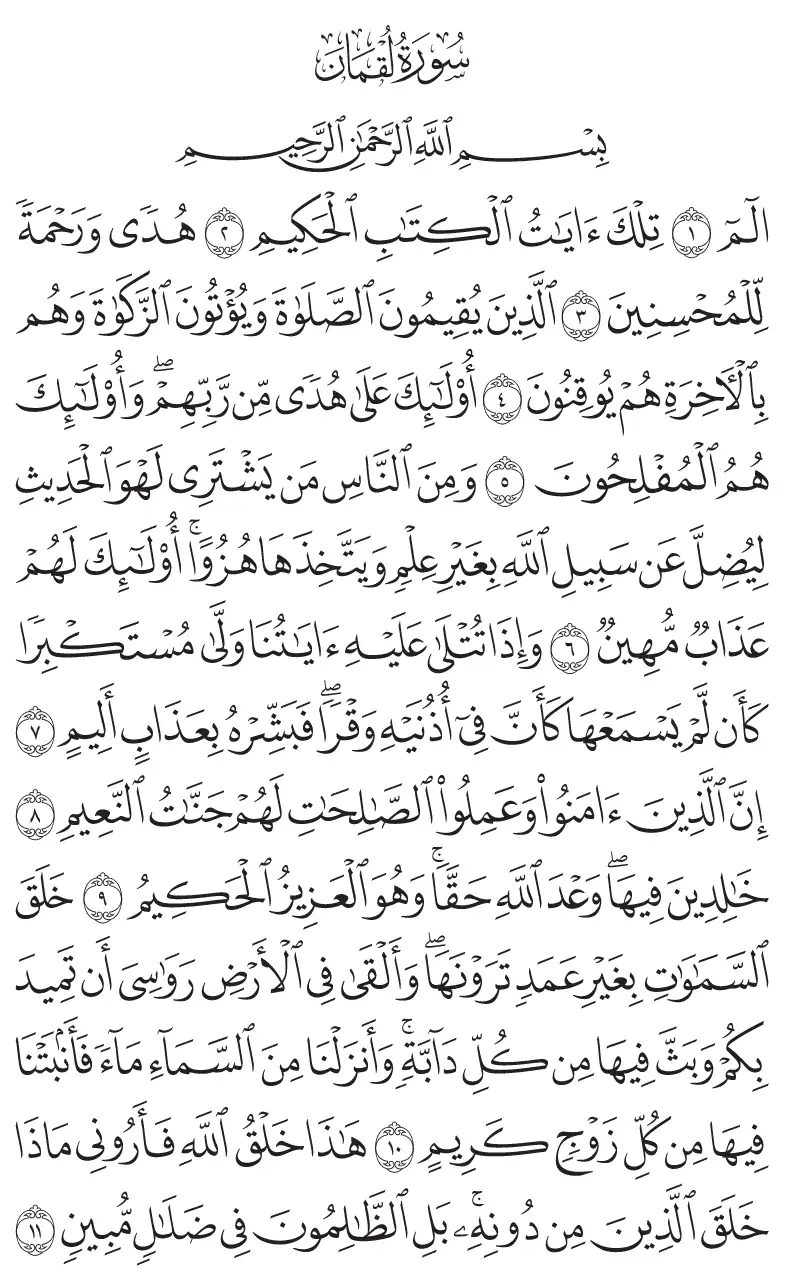 سُورَةُ لُقۡمَانَ
بِسۡمِ ٱللَّهِ ٱلرَّحۡمَٰنِ ٱلرَّحِيمِ
الٓمٓ ١ تِلۡكَ ءَايَٰتُ ٱلۡكِتَٰبِ ٱلۡحَكِيمِ ٢ هُدٗى وَرَحۡمَةٗ
لِّلۡمُحۡسِنِينَ ٣ ٱلَّذِينَ يُقِيمُونَ ٱلصَّلَوٰةَ وَيُؤۡتُونَ ٱلزَّكَوٰةَ وَهُم
بِٱلۡأٓخِرَةِ هُمۡ يُوقِنُونَ ٤ أُوْلَٰٓئِكَ عَلَىٰ هُدٗى مِّن رَّبِّهِمۡۖ وَأُوْلَٰٓئِكَ
هُمُ ٱلۡمُفۡلِحُونَ ٥ وَمِنَ ٱلنَّاسِ مَن يَشۡتَرِي لَهۡوَ ٱلۡحَدِيثِ
لِيُضِلَّ عَن سَبِيلِ ٱللَّهِ بِغَيۡرِ عِلۡمٖ وَيَتَّخِذَهَا هُزُوًاۚ أُوْلَٰٓئِكَ لَهُمۡ
عَذَابٞ مُّهِينٞ ٦ وَإِذَا تُتۡلَىٰ عَلَيۡهِ ءَايَٰتُنَا وَلَّىٰ مُسۡتَكۡبِرٗا
كَأَن لَّمۡ يَسۡمَعۡهَا كَأَنَّ فِيٓ أُذُنَيۡهِ وَقۡرٗاۖ فَبَشِّرۡهُ بِعَذَابٍ أَلِيمٍ ٧
إِنَّ ٱلَّذِينَ ءَامَنُواْ وَعَمِلُواْ ٱلصَّٰلِحَٰتِ لَهُمۡ جَنَّٰتُ ٱلنَّعِيمِ ٨
خَٰلِدِينَ فِيهَاۖ وَعۡدَ ٱللَّهِ حَقّٗاۚ وَهُوَ ٱلۡعَزِيزُ ٱلۡحَكِيمُ ٩ خَلَقَ
ٱلسَّمَٰوَٰتِ بِغَيۡرِ عَمَدٖ تَرَوۡنَهَاۖ وَأَلۡقَىٰ فِي ٱلۡأَرۡضِ رَوَٰسِيَ أَن تَمِيدَ
بِكُمۡ وَبَثَّ فِيهَا مِن كُلِّ دَآبَّةٖۚ وَأَنزَلۡنَا مِنَ ٱلسَّمَآءِ مَآءٗ فَأَنۢبَتۡنَا
فِيهَا مِن كُلِّ زَوۡجٖ كَرِيمٍ ١٠ هَٰذَا خَلۡقُ ٱللَّهِ فَأَرُونِي مَاذَا
خَلَقَ ٱلَّذِينَ مِن دُونِهِۦۚ بَلِ ٱلظَّٰلِمُونَ فِي ضَلَٰلٖ مُّبِينٖ ١١